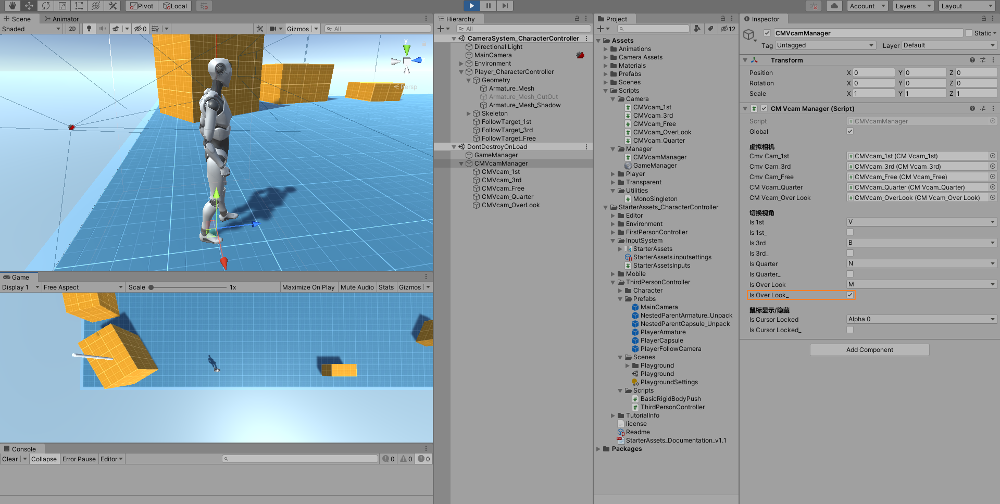 Pivot
Local
Account
Layers
Layout
Scene
Animator
Shaded
2D
0
Gizmos
All
y
Persp
Game
Display 1
Free Aspect
Scale
1x
Maximize On Play
Mute Audio
Stats
Gizmos
Console
Clear
Collapse
Error Pause
Editor
0
0
0
Hierarchy
All
CameraSystem_CharacterController
Directional Light
MainCamera
Environment
Player_CharacterController
Geometry
Armature_Mesh
Armature_Mesh_CutOut
Armature_Mesh_Shadow
Skeleton
FollowTarget_1st
FollowTarget_3rd
FollowTarget_Free
DontDestroyOnLoad
GameManager
CMVcamManager
CMVcam_1st
CMVcam_3rd
CMVcam_Free
CMVcam_Quarter
CMVcam_OverLook
Project
12
Assets
Animations
Camera Assets
Materials
Prefabs
Scenes
Scripts
Camera
CMVcam_1st
CMVcam_3rd
CMVcam_Free
CMVcam_OverLook
CMVcam_Quarter
Manager
CMVcamManager
GameManager
Player
Transparent
Utilities
MonoSingleton
StarterAssets_CharacterController
Editor
Environment
FirstPersonController
InputSystem
StarterAssets
StarterAssets.inputsettings
StarterAssetsInputs
Mobile
ThirdPersonController
Character
Prefabs
MainCamera
NestedParentArmature_Unpack
NestedParentCapsule_Unpack
PlayerArmature
PlayerCapsule
PlayerFollowCamera
Scenes
Playground
Playground
PlaygroundSettings
Scripts
BasicRigidBodyPush
ThirdPersonController
TutorialInfo
license
Readme
StarterAssets_Documentation_v1.1
Packages
Inspector
CMVcamManager
Static
Tag Untagged
Layer Default
Transform
Position X 0 Y 0 Z 0
Rotation X 0 Y 0 Z 0
Scale X 1 Y 1 Z 1
CM Vcam Manager (Script)
Script CMVcamManager
Global
虚拟相机
Cmv Cam_1st CMVcam_1st (CM Vcam_1st)
Cmv Cam_3rd CMVcam_3rd (CM Vcam_3rd)
Cmv Cam_Free CMVcam_Free (CM Vcam_Free)
CM Vcam_Quarter CMVcam_Quarter (CM Vcam_Quarter)
CM Vcam_Over Look CMVcam_OverLook (CM Vcam_Over Look)
切换视角
Is 1st V
Is 1st_
Is 3rd B
Is 3rd_
Is Quarter N
Is Quarter_
Is Over Look M
Is Over Look_
鼠标显示/隐藏
Is Cursor Locked Alpha 0
Is Cursor Locked_
Add Component